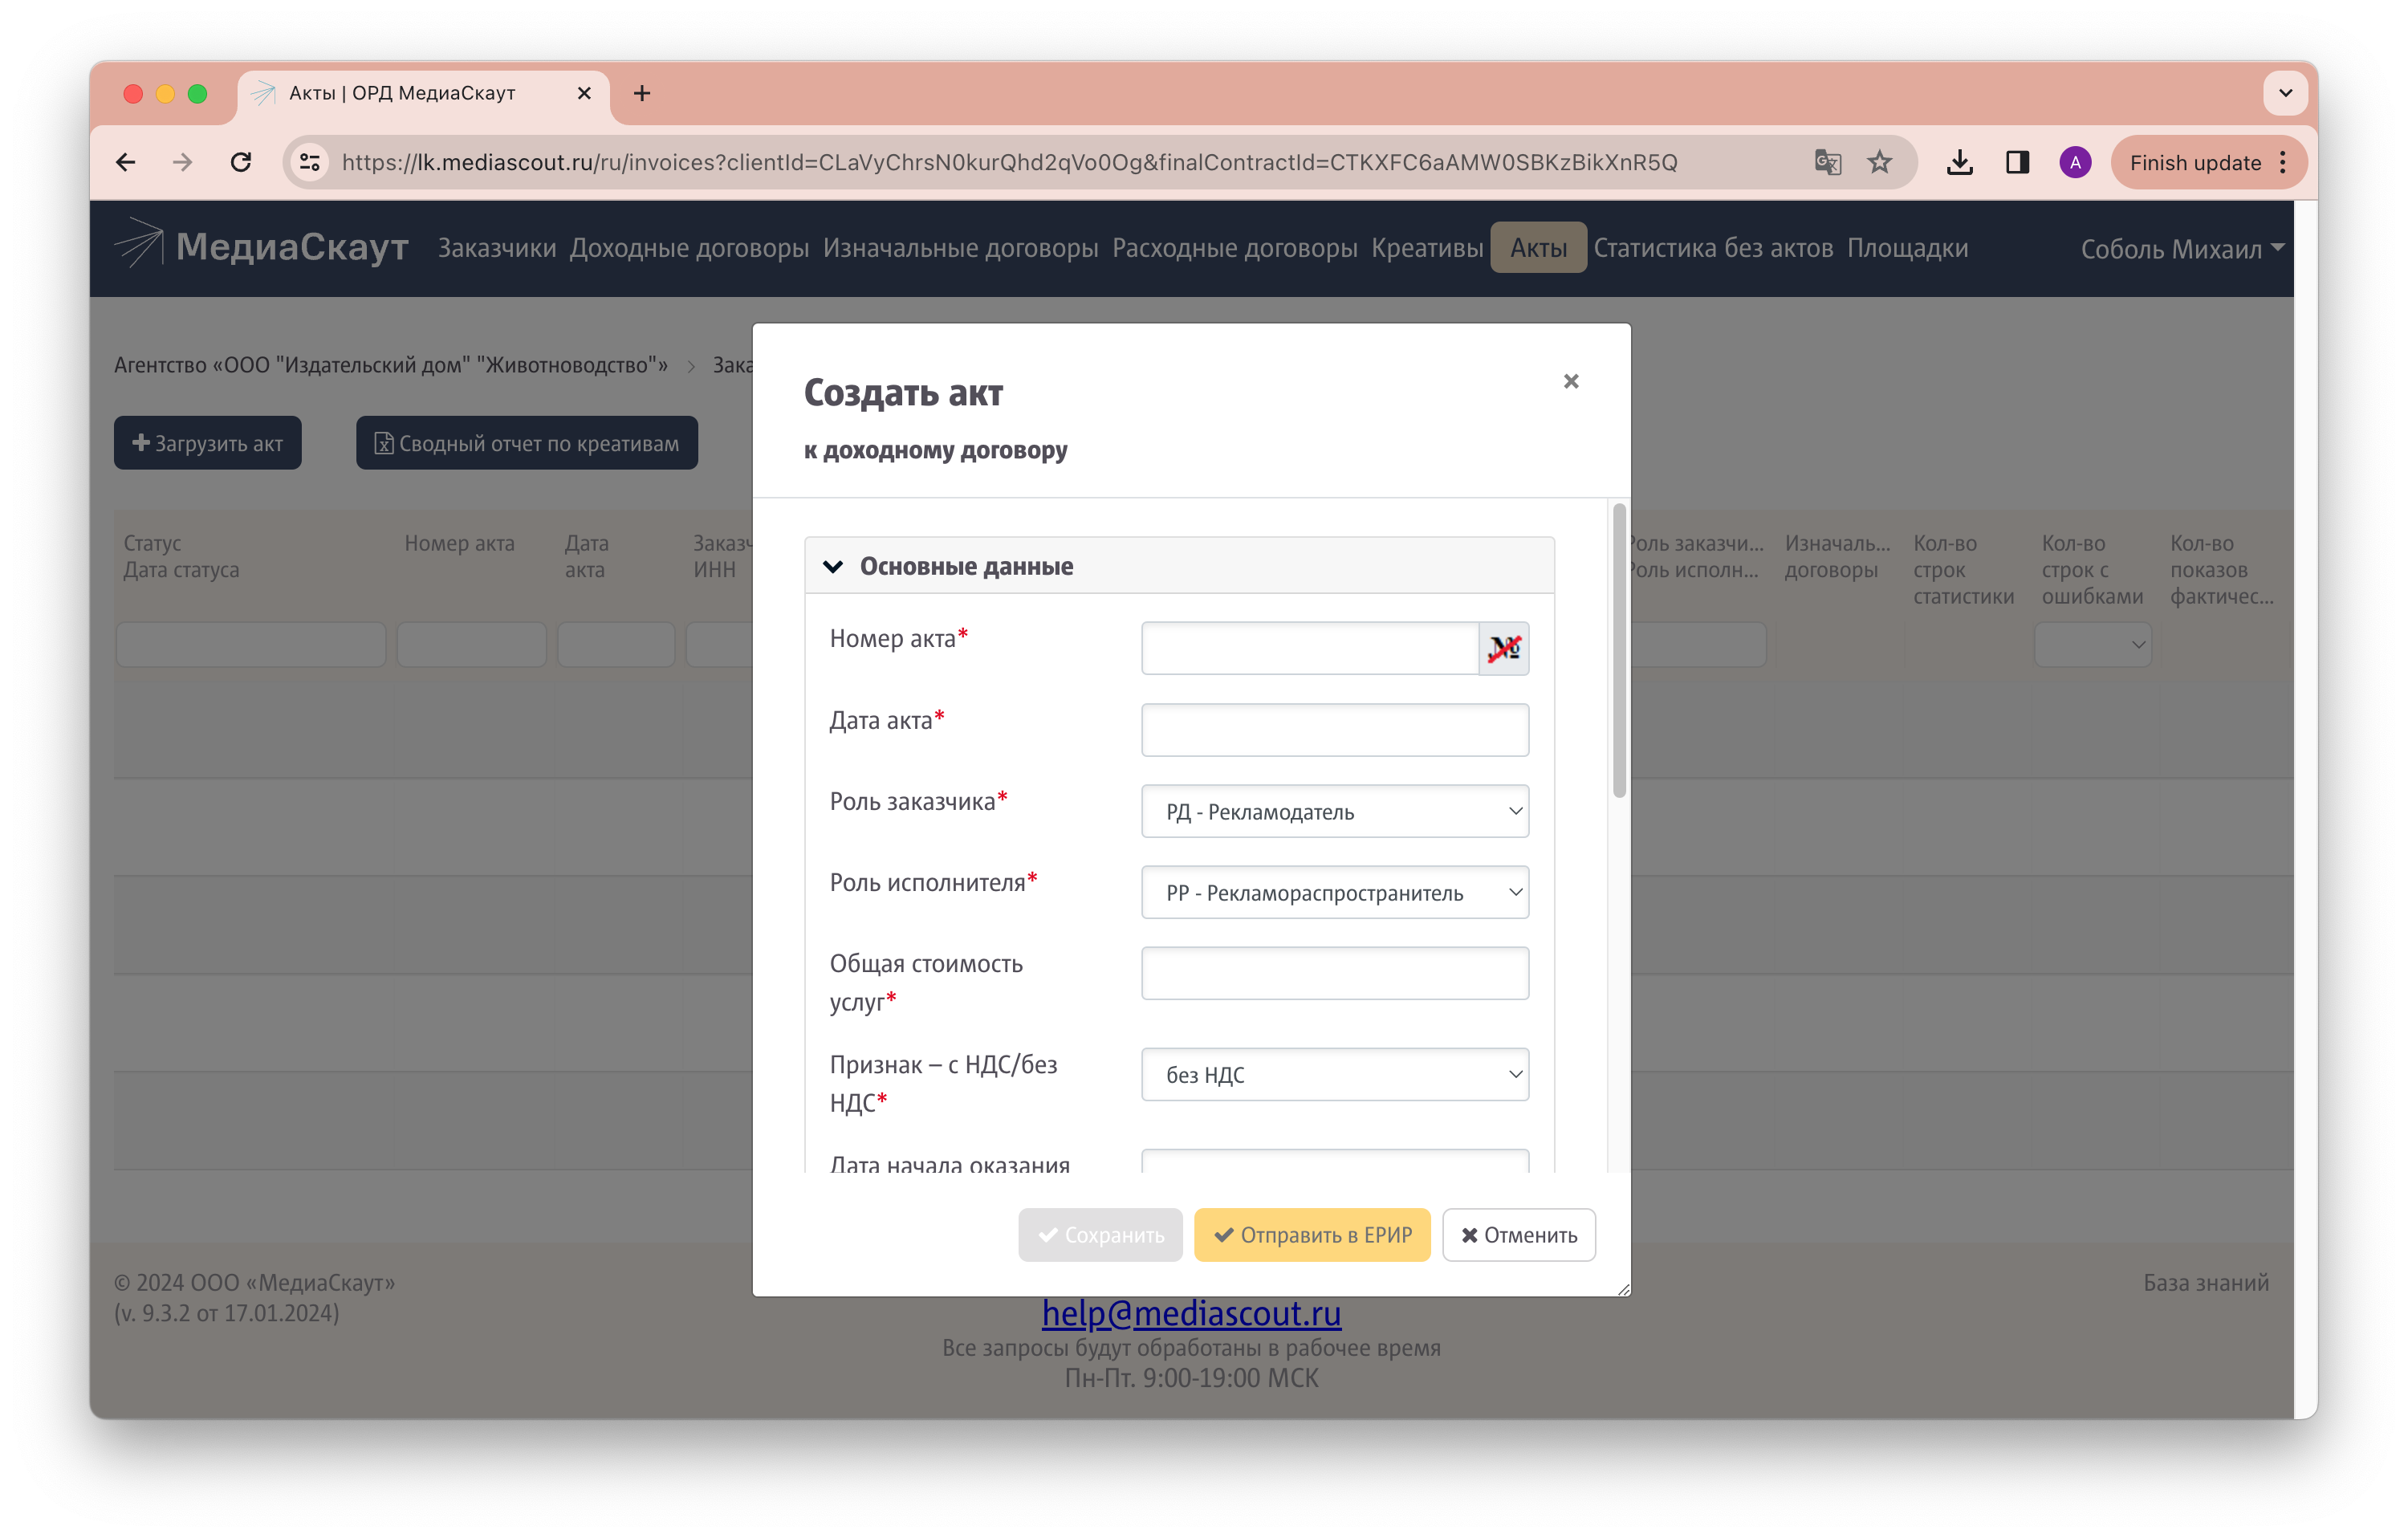 Акты | ОРД МедиаСкаут
https://lk.mediascout.ru/ru/invoices?clientId=CLaVyChrsN0kurQhd2qVo0Og&finalContractId=CTKXFC6aAMW0SBKzBikXnR5Q
A
Finish update
МедиаСкаут
Заказчики
Доходные договоры
Изначальные договоры
Расходные договоры
Креативы
Акты
Статистика без актов
Площадки
Соболь Михаил
Агентство «ООО "Издательский дом" "Животноводство"» > Зака
Загрузить акт
Сводный отчет по креативам
Статус
Дата статуса
Номер акта
Дата
акта
Заказч
ИНН
Роль заказчи...
Роль исполн...
Изначаль...
договоры
Кол-во
строк
статистики
Кол-во
строк с
ошибками
Кол-во
показов
фактичес...
Создать акт
к доходному договору
Основные данные
Номер акта*
№
Дата акта*
Роль заказчика*
РД - Рекламодатель
Роль исполнителя*
РР - Рекламораспространитель
Общая стоимость
услуг*
Признак – с НДС/без
НДС*
без НДС
Дата начала оказания
Сохранить
Отправить в ЕРИР
Отменить
© 2024 ООО «МедиаСкаут»
(v. 9.3.2 от 17.01.2024)
help@mediascout.ru
Все запросы будут обработаны в рабочее время
Пн-Пт. 9:00-19:00 МСК
База знаний